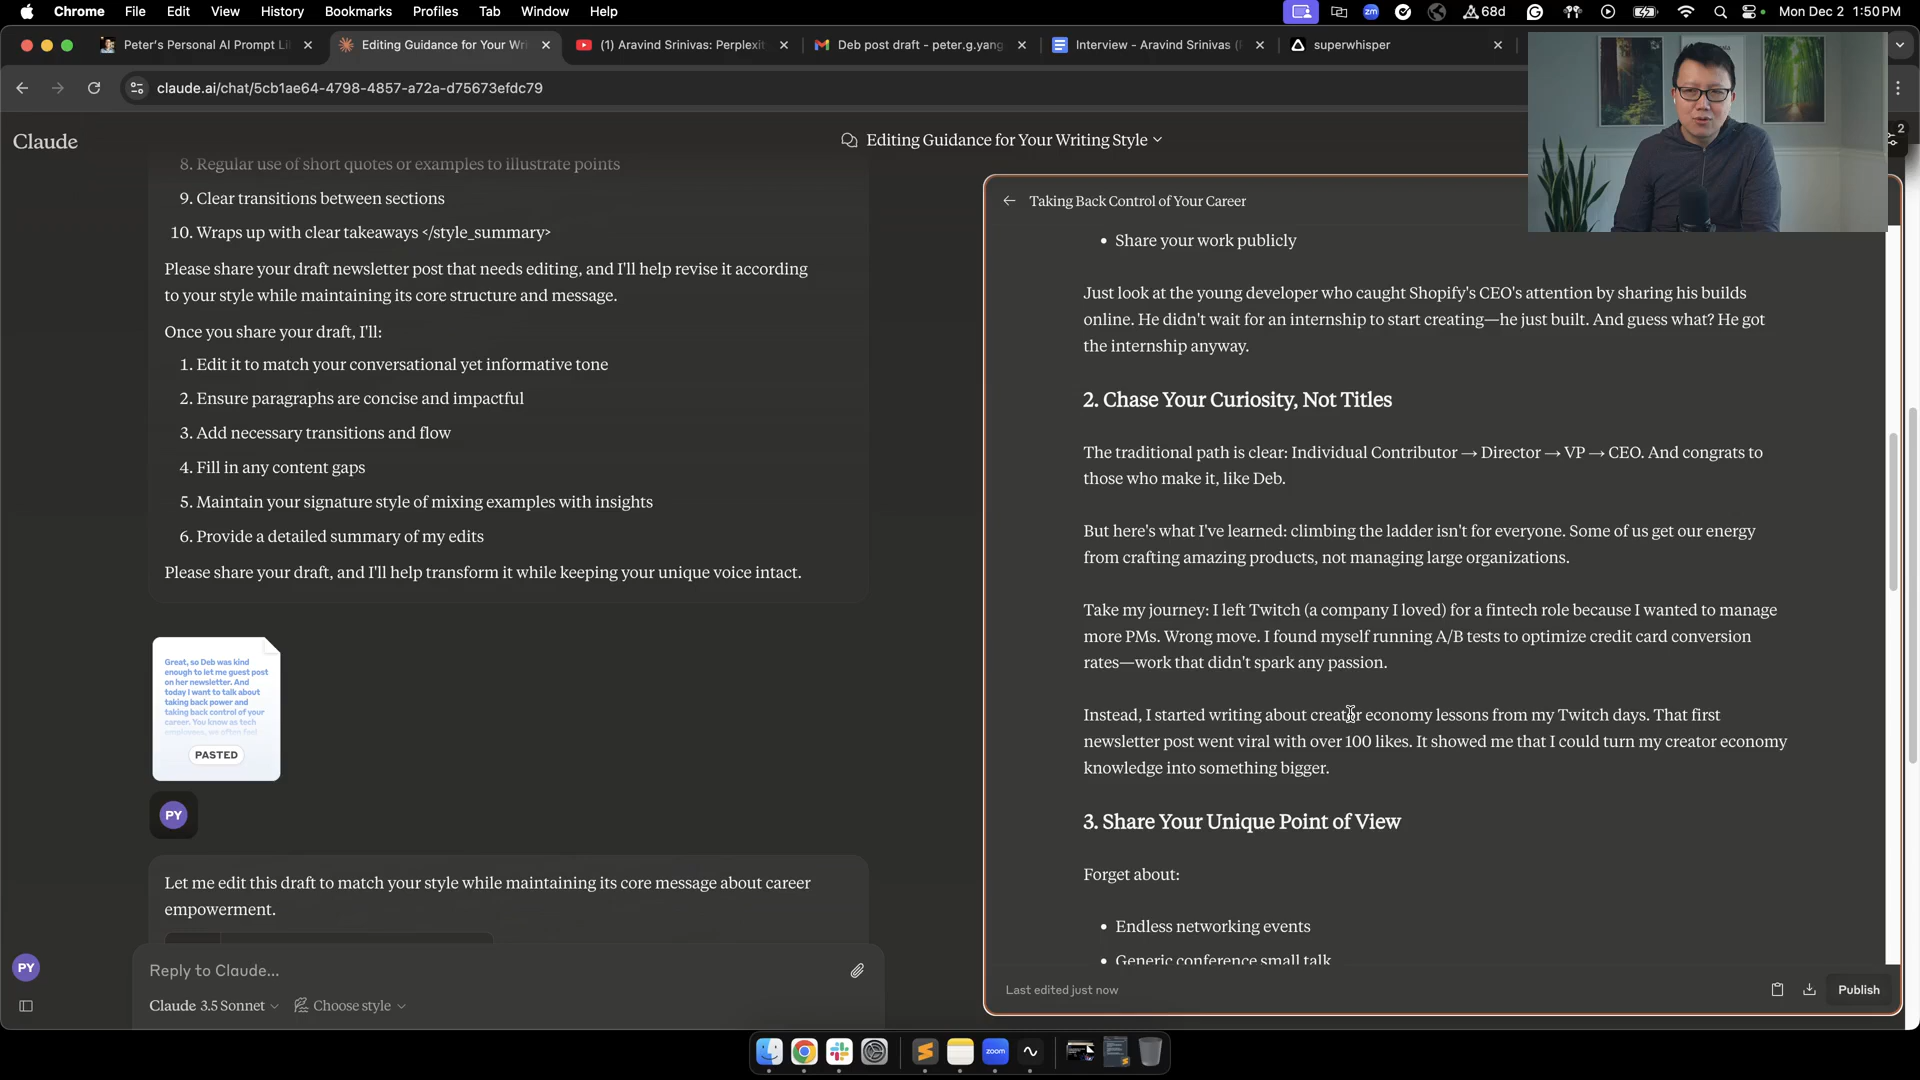 Chrome File Edit View History Bookmarks Profiles Tab Window Help
zm
68d
Mon Dec 2 1:50 PM
Peter's Personal AI Prompt Li
Editing Guidance for Your Wri
(1) Aravind Srinivas: Perplexit
Deb post draft - peter.g.yang
Interview - Aravind Srinivas (
superwhisper
claude.ai/chat/5cb1ae64-4798-4857-a72a-d75673efdc79
Claude
Editing Guidance for Your Writing Style
2
8. Regular use of short quotes or examples to illustrate points
9. Clear transitions between sections
10. Wraps up with clear takeaways </style_summary>
Please share your draft newsletter post that needs editing, and I'll help revise it according
to your style while maintaining its core structure and message.
Once you share your draft, I'll:
1. Edit it to match your conversational yet informative tone
2. Ensure paragraphs are concise and impactful
3. Add necessary transitions and flow
4. Fill in any content gaps
5. Maintain your signature style of mixing examples with insights
6. Provide a detailed summary of my edits
Please share your draft, and I'll help transform it while keeping your unique voice intact.
Great, so Deb was kind
enough to let me guest post
on her newsletter. And
today I want to talk about
taking back power and
taking back control of your
career. You know as tech
employees, we often feel
PASTED
PY
Let me edit this draft to match your style while maintaining its core message about career
empowerment.
PY
Reply to Claude...
Claude 3.5 Sonnet
Choose style
Taking Back Control of Your Career
• Share your work publicly
Just look at the young developer who caught Shopify's CEO's attention by sharing his builds
online. He didn't wait for an internship to start creating—he just built. And guess what? He got
the internship anyway.
2. Chase Your Curiosity, Not Titles
The traditional path is clear: Individual Contributor → Director → VP → CEO. And congrats to
those who make it, like Deb.
But here's what I've learned: climbing the ladder isn't for everyone. Some of us get our energy
from crafting amazing products, not managing large organizations.
Take my journey: I left Twitch (a company I loved) for a fintech role because I wanted to manage
more PMs. Wrong move. I found myself running A/B tests to optimize credit card conversion
rates—work that didn't spark any passion.
Instead, I started writing about creator economy lessons from my Twitch days. That first
newsletter post went viral with over 100 likes. It showed me that I could turn my creator economy
knowledge into something bigger.
3. Share Your Unique Point of View
Forget about:
• Endless networking events
• Generic conference small talk
Last edited just now
Publish
zoom